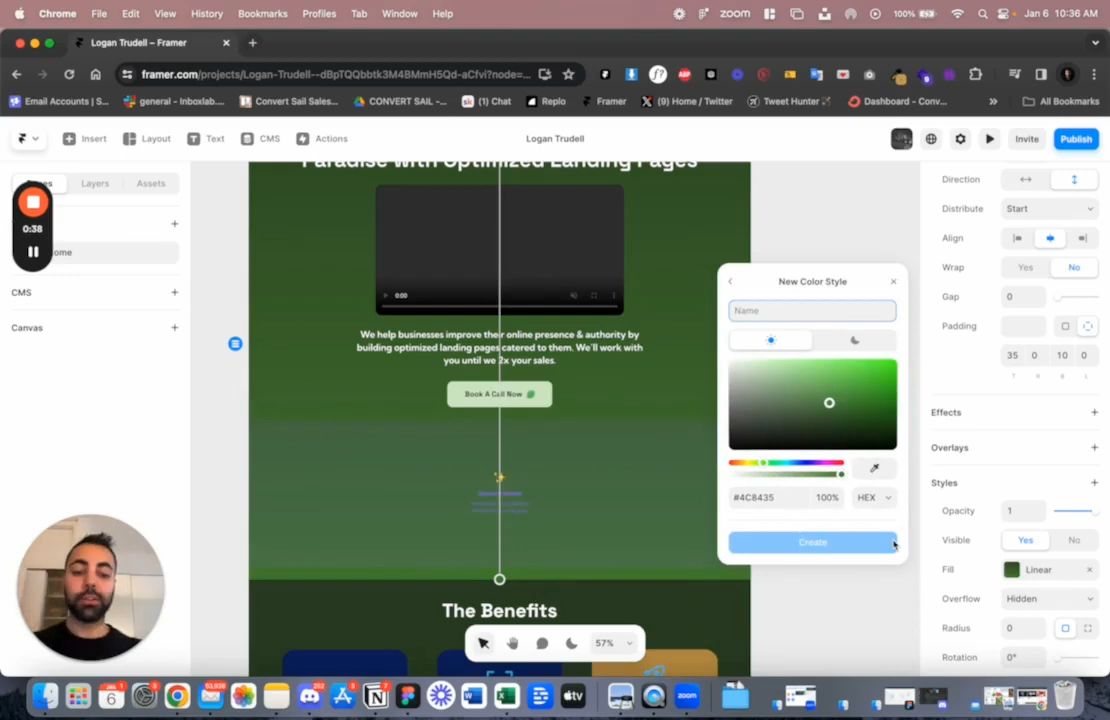 Chrome File Edit View History Bookmarks Profiles Tab Window Help
zoom 100% Jan 6 10:36 AM
Logan Trudell – Framer
framer.com/projects/Logan-Trudell--dBpTQQbbtk3M4BMmH5Qd-aCfvi?node=...
Email Accounts | S... general - Inoxlab... Convert Sail Sales... CONVERT SAIL -... (1) Chat Replo Framer (9) Home / Twitter Tweet Hunter Dashboard - Conv... All Bookmarks
Insert Layout Text CMS Actions
Logan Trudell
Invite Publish
Layers Assets
0:38
ome
CMS
Canvas
Paradise with Optimized Landing Pages
0:00
We help businesses improve their online presence & authority by
building optimized landing pages catered to them. We'll work with
you until we 2x your sales.
Book A Call Now
The Benefits
57%
New Color Style
Name
#4C8435 100% HEX
Create
Direction
Distribute Start
Align
Wrap Yes No
Gap 0
Padding
35 0 10 0
T R B L
Effects
Overlays
Styles
Opacity 1
Visible Yes No
Fill Linear
Overflow Hidden
Radius 0
Rotation 0°